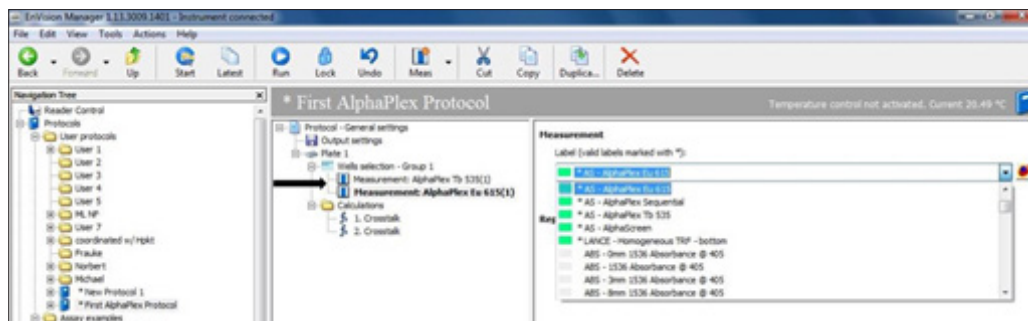 EnVision Manager 1.13.3009.1401 - Instrument connected
File Edit View Tools Actions Help
Back Forward Up Start Latest Run Lock Undo Meas Cut Copy Duplica... Delete
Navigation Tree
Reader Control
Protocols
User protocols
User 1
User 2
User 3
User 4
User 5
ML NF
User 7
coordinated w/ Hpkt
Frauke
Norbert
Michael
* New Protocol 1
* First AlphaPlex Protocol
Assay examples
* First AlphaPlex Protocol
Temperature control not activated. Current 20.49 °C
Protocol - General settings
Output settings
Plate 1
Wells selection - Group 1
Measurement: AlphaPlex Tb 535(1)
Measurement: AlphaPlex Eu 615(1)
Calculations
1. Crosstalk
2. Crosstalk
Measurement
Label (valid labels marked with *):
* AS - AlphaPlex Eu 615
* AS - AlphaPlex Eu 615
* AS - AlphaPlex Sequential
* AS - AlphaPlex Tb 535
* AS - AlphaScreen
* LANCE - Homogeneous TRF - bottom
ABS - 0mm 1536 Absorbance @ 405
ABS - 1536 Absorbance @ 405
ABS - 3mm 1536 Absorbance @ 405
ABS - 8mm 1536 Absorbance @ 405